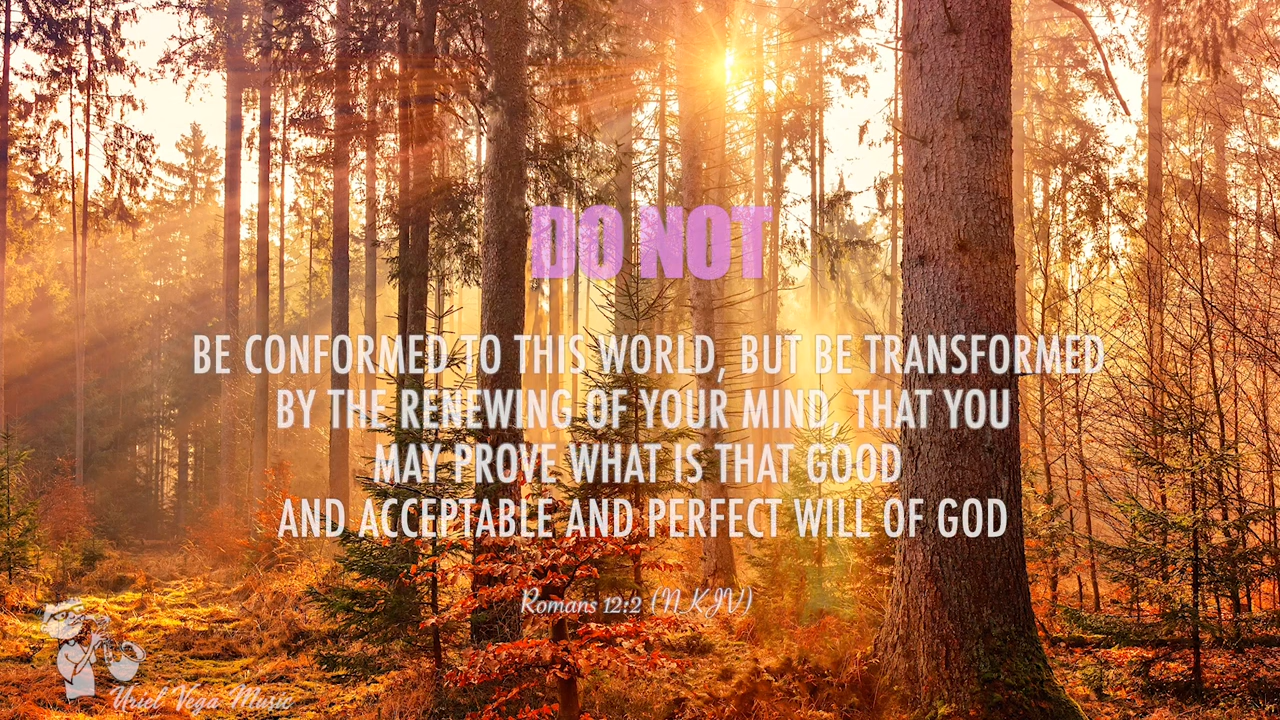 DO NOT
BE CONFORMED TO THIS WORLD, BUT BE TRANSFORMED
BY THE RENEWING OF YOUR MIND, THAT YOU
MAY PROVE WHAT IS THAT GOOD
AND ACCEPTABLE AND PERFECT WILL OF GOD
Romans 12:2 (NKJV)
Uriel Vega Music